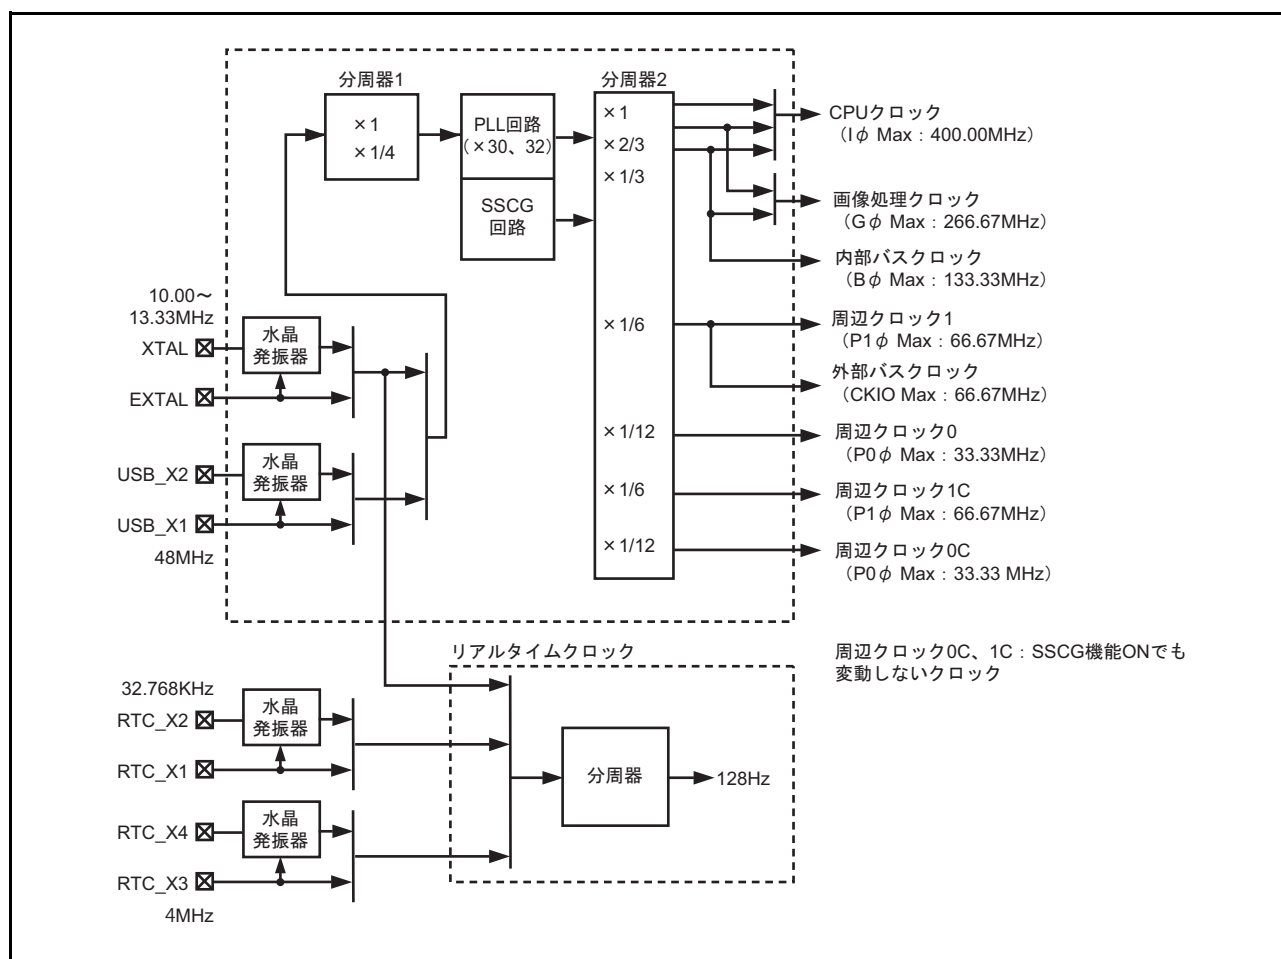 分周器1
×1
×1/4
PLL回路
(×30、32)
SSCG
回路
分周器2
×1
×2/3
×1/3
×1/6
×1/12
×1/6
×1/12
CPUクロック
（Iφ Max : 400.00MHz）
画像処理クロック
（Gφ Max : 266.67MHz）
内部バスクロック
（Bφ Max : 133.33MHz）
周辺クロック1
（P1φ Max : 66.67MHz）
外部バスクロック
（CKIO Max : 66.67MHz）
周辺クロック0
（P0φ Max : 33.33MHz）
周辺クロック1C
（P1φ Max : 66.67MHz）
周辺クロック0C
（P0φ Max : 33.33 MHz）
10.00～
13.33MHz
XTAL
水晶
発振器
EXTAL
USB_X2
水晶
発振器
USB_X1
48MHz
リアルタイムクロック
周辺クロック0C、1C : SSCG機能ONでも
変動しないクロック
32.768KHz
RTC_X2
水晶
発振器
RTC_X1
分周器
128Hz
RTC_X4
水晶
発振器
RTC_X3
4MHz